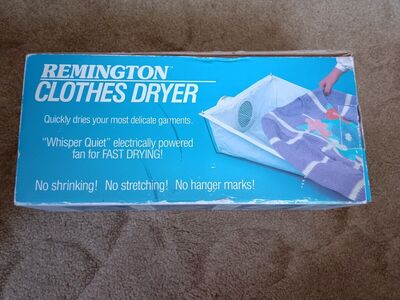 REMINGTON
CLOTHES DRYER
Quickly dries your most delicate garments.
"Whisper Quiet" electrically powered
fan for FAST DRYING!
No shrinking! No stretching! No hanger marks!